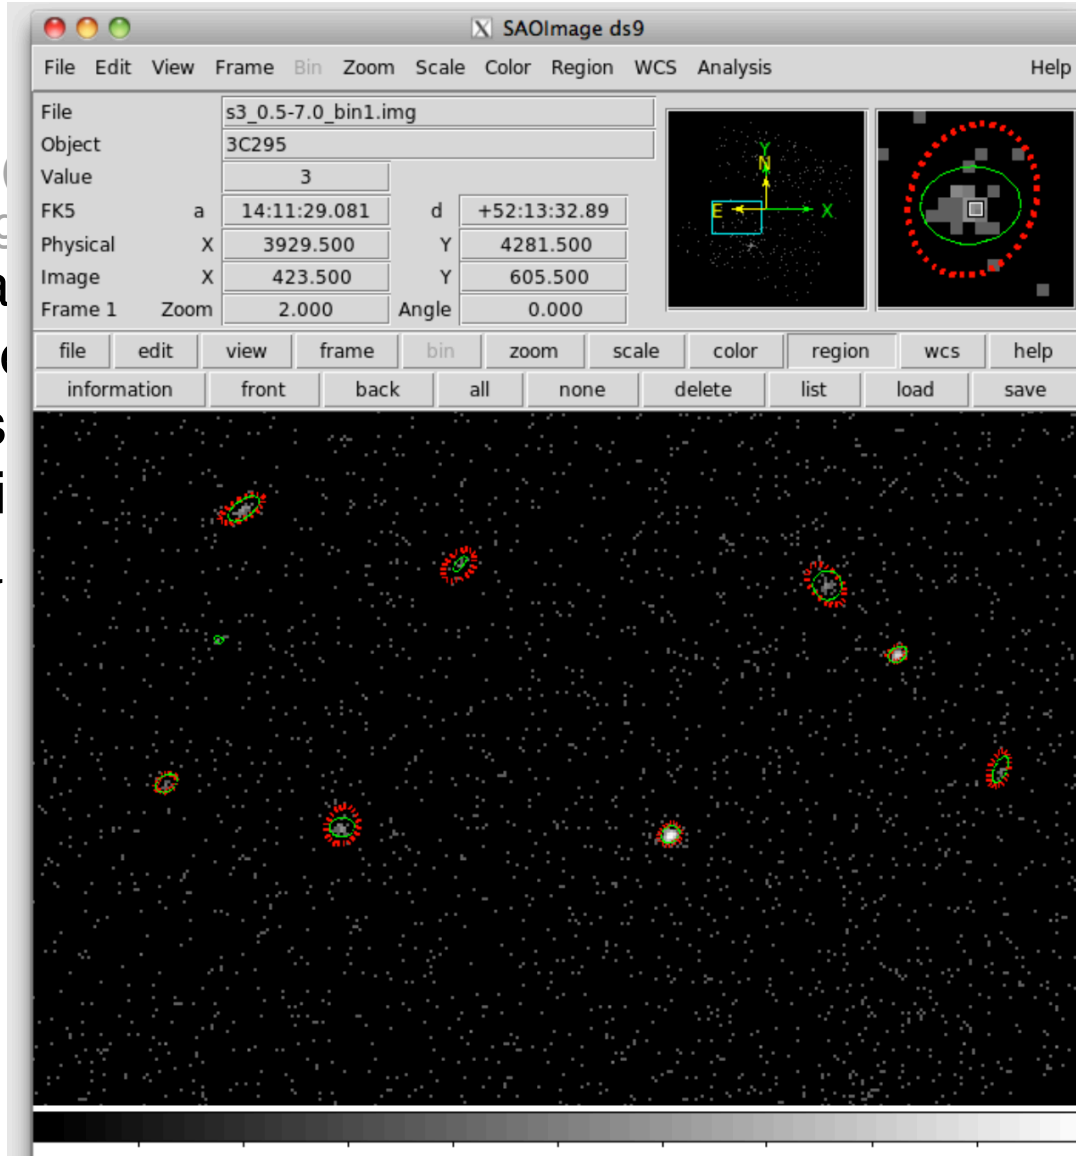 SAOImage ds9
File Edit View Frame Bin Zoom Scale Color Region WCS Analysis Help
File s3_0.5-7.0_bin1.img
Object 3C295
Value 3
FK5 a 14:11:29.081 d +52:13:32.89
Physical X 3929.500 Y 4281.500
Image X 423.500 Y 605.500
Frame 1 Zoom 2.000 Angle 0.000
Y
N
E X
file edit view frame bin zoom scale color region wcs help
information front back all none delete list load save